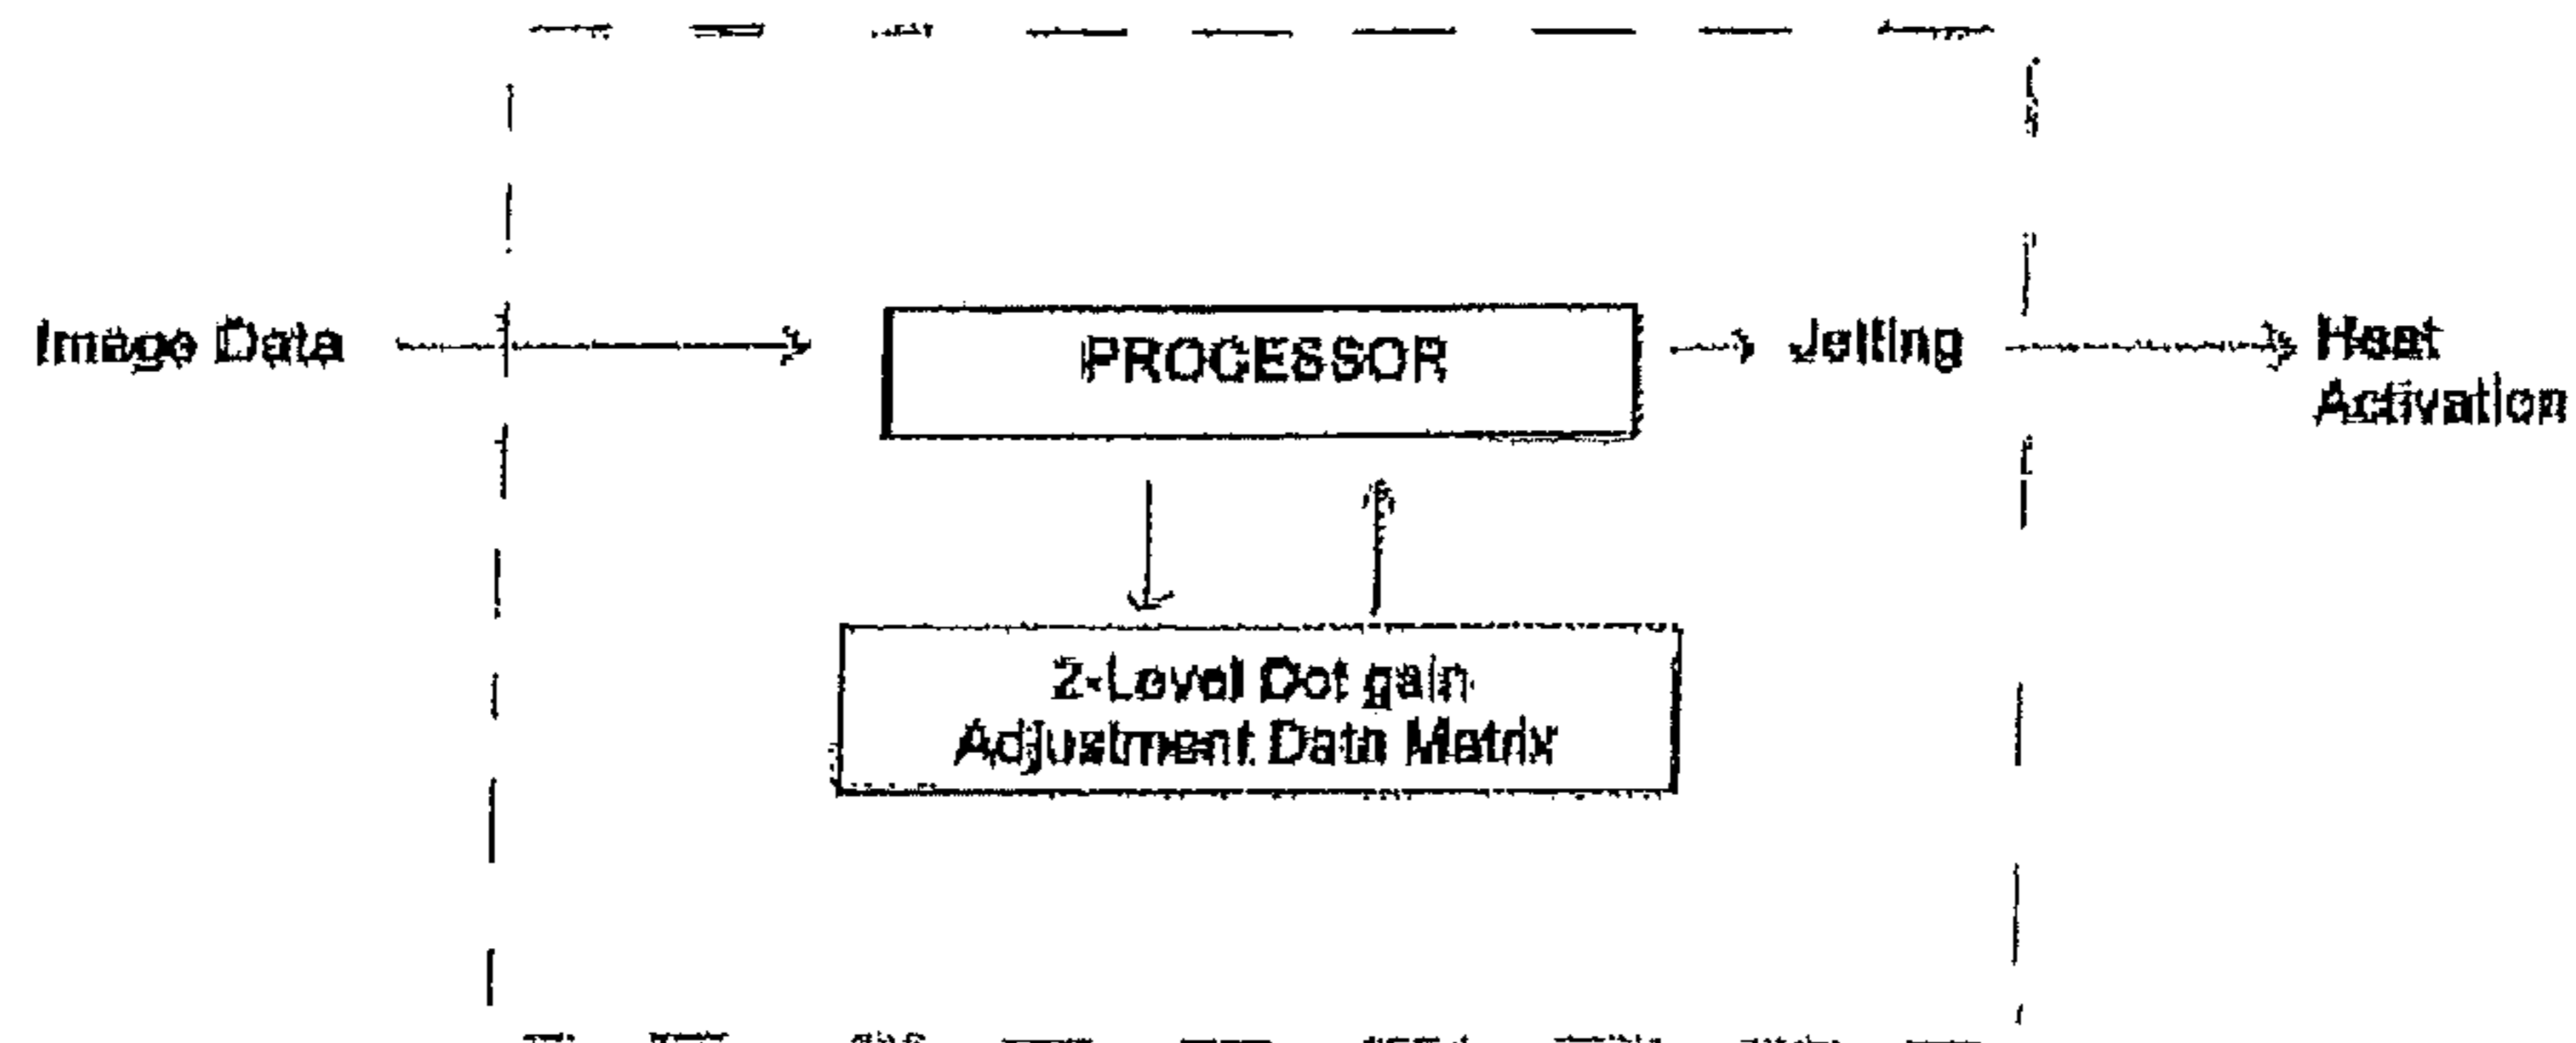 Image Data
PROCESSOR
Jetting
Heat
Activation
2-Level Dot gain
Adjustment Data Matrix